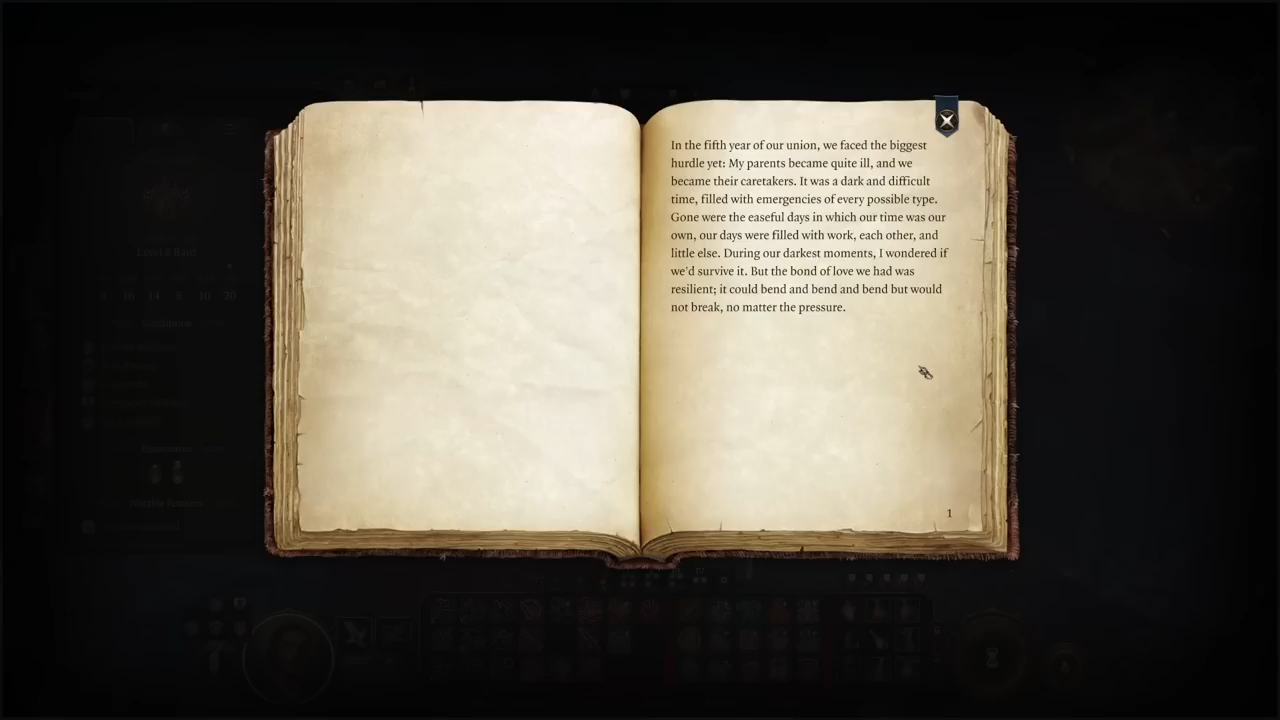 In the fifth year of our union, we faced the biggest
hurdle yet: My parents became quite ill, and we
became their caretakers. It was a dark and difficult
time, filled with emergencies of every possible type.
Gone were the easeful days in which our time was our
own, our days were filled with work, each other, and
little else. During our darkest moments, I wondered if
we'd survive it. But the bond of love we had was
resilient; it could bend and bend and bend but would
not break, no matter the pressure.
1
Level 8 Bard